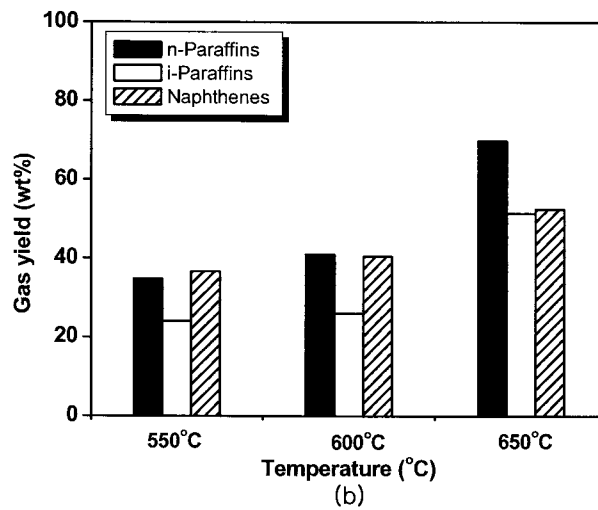 100
80
60
40
20
0
Gas yield (wt%)
n-Paraffins
i-Paraffins
Naphthenes
550°C 600°C 650°C
Temperature (°C)
(b)